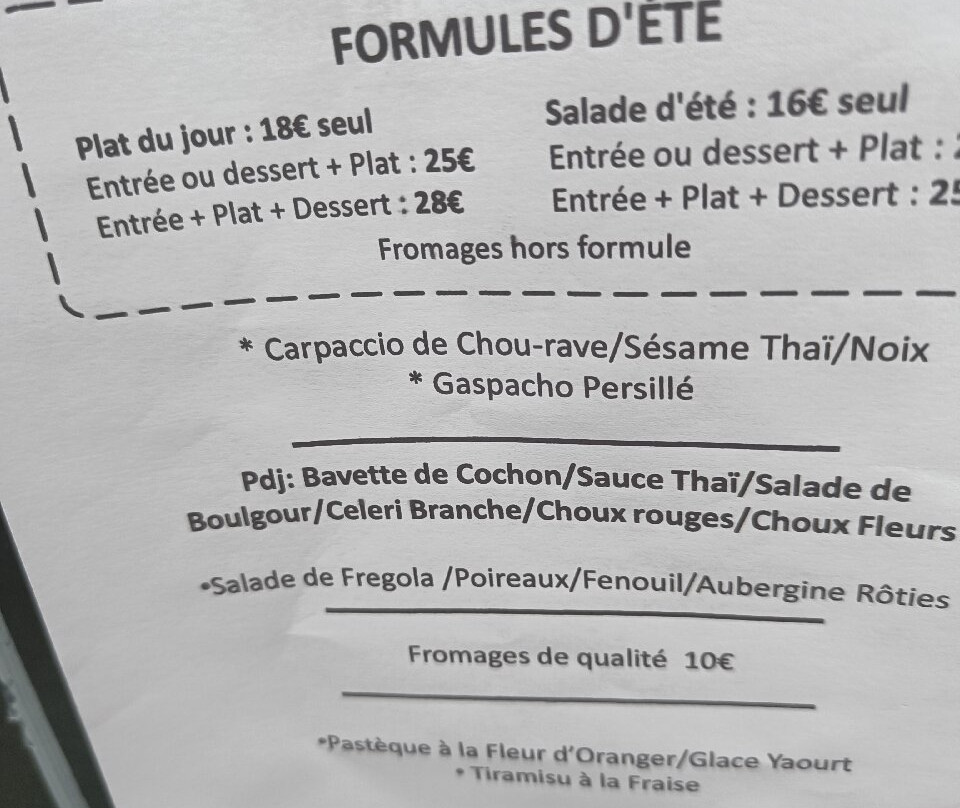 FORMULES D'ÉTÉ
Plat du jour : 18€ seul
Entrée ou dessert + Plat : 25€
Entrée + Plat + Dessert : 28€
Salade d'été : 16€ seul
Entrée ou dessert + Plat :
Entrée + Plat + Dessert :
Fromages hors formule
* Carpaccio de Chou-rave/Sésame Thaï/Noix
* Gaspacho Persillé
Pdj: Bavette de Cochon/Sauce Thaï/Salade de
Boulgour/Celeri Branche/Choux rouges/Choux Fleurs
•Salade de Fregola /Poireaux/Fenouil/Aubergine Rôties
Fromages de qualité 10€
•Pastèque à la Fleur d'Oranger/Glace Yaourt
• Tiramisu à la Fraise